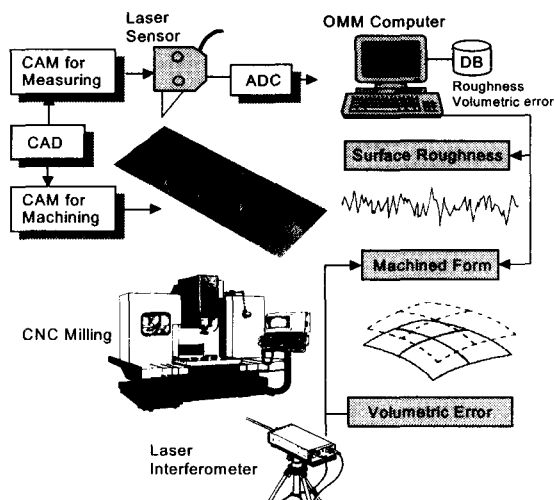 Laser
Sensor
OMM Computer
CAM for
Measuring
ADC
DB
Roughness
Volumetric error
CAD
Surface Roughness
CAM for
Machining
Machined Form
CNC Milling
Volumetric Error
Laser
Interferometer